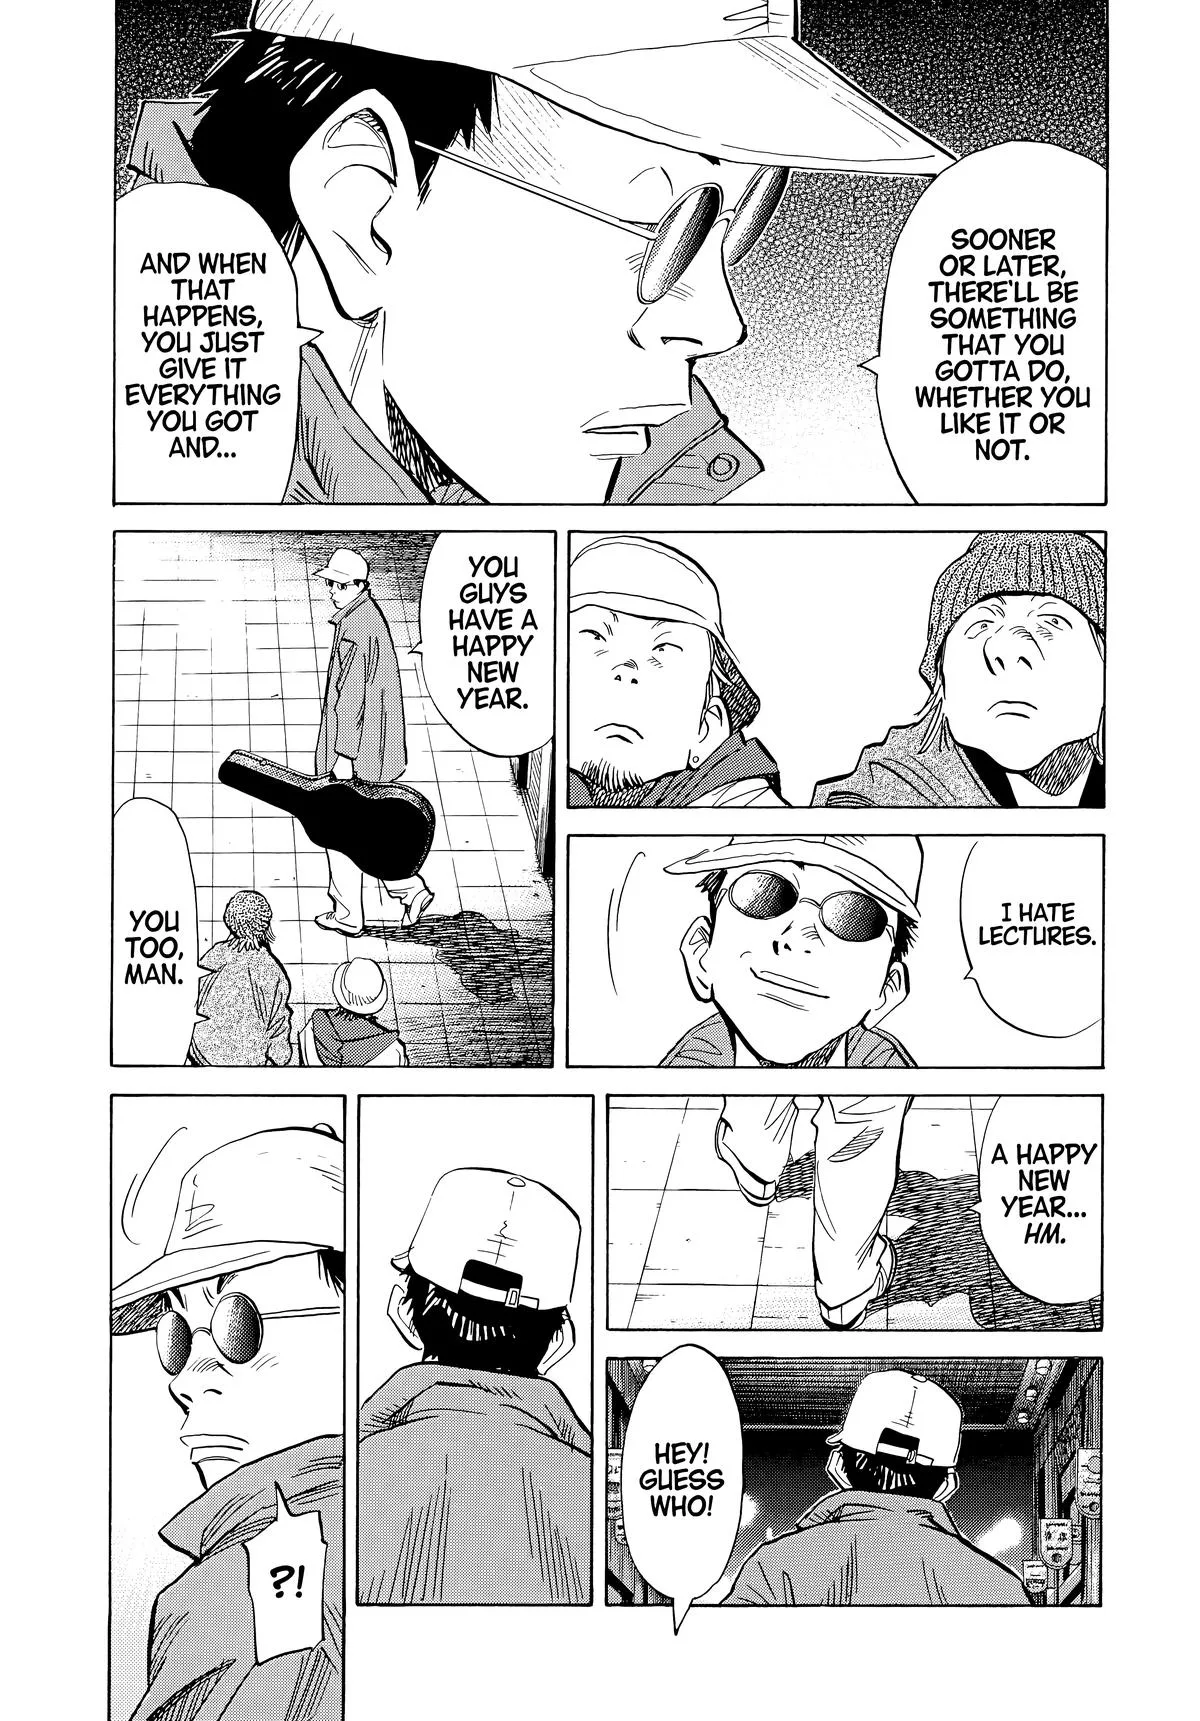 SOONER
OR LATER,
THERE'LL BE
SOMETHING
THAT YOU
GOTTA DO,
WHETHER YOU
LIKE IT OR
NOT.
AND WHEN
THAT
HAPPENS,
YOU JUST
GIVE IT
EVERYTHING
YOU GOT
AND...
I HATE
LECTURES.
YOU
GUYS
HAVE A
HAPPY
NEW
YEAR.
YOU
TOO,
MAN.
A HAPPY
NEW
YEAR...
HM.
HEY!
GUESS
WHO!
?!